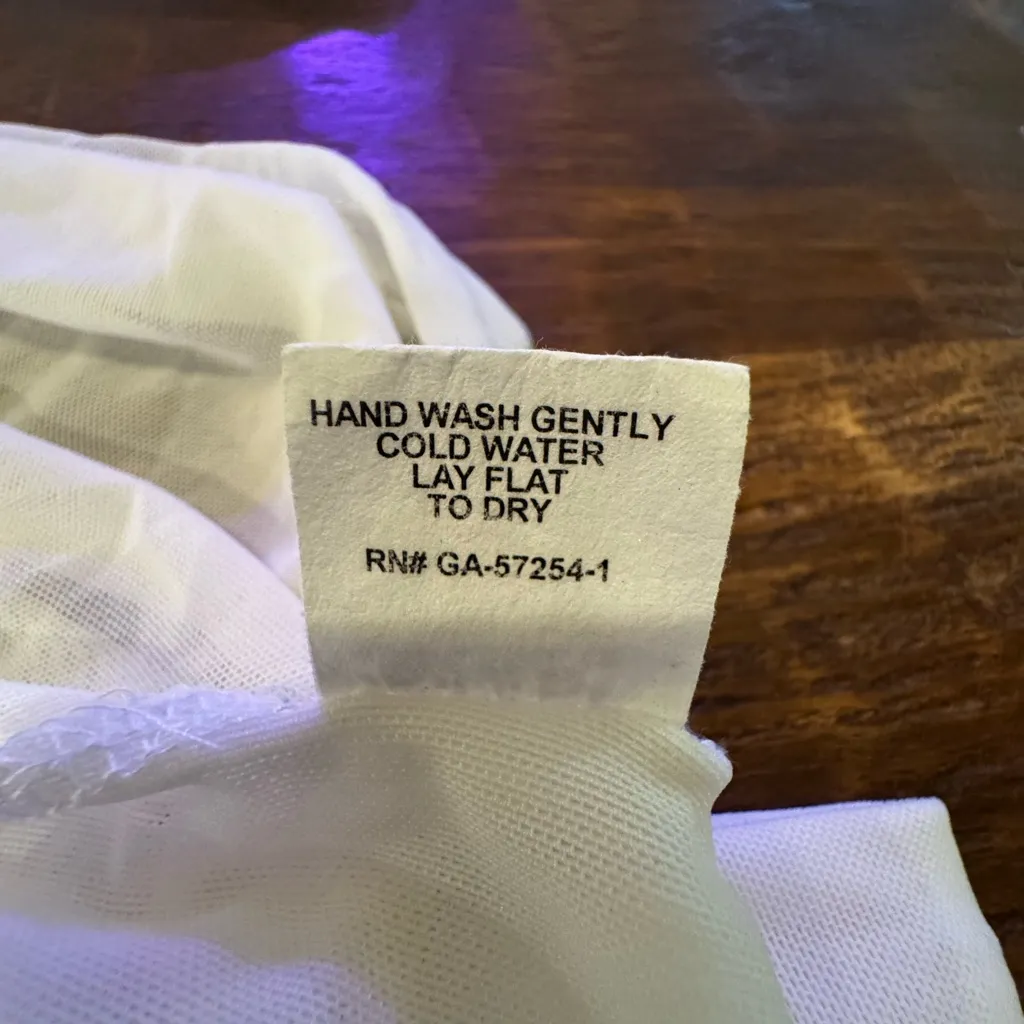 HAND WASH GENTLY
COLD WATER
LAY FLAT
TO DRY
RN# GA-57254-1